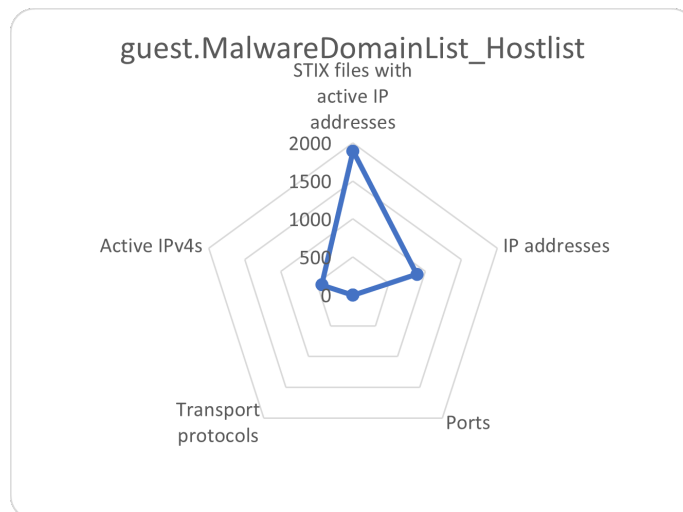 guest.MalwareDomainList_Hostlist
STIX files with
active IP
addresses
2000
1500
1000
500
0
Active IPv4s
IP addresses
Transport
protocols
Ports